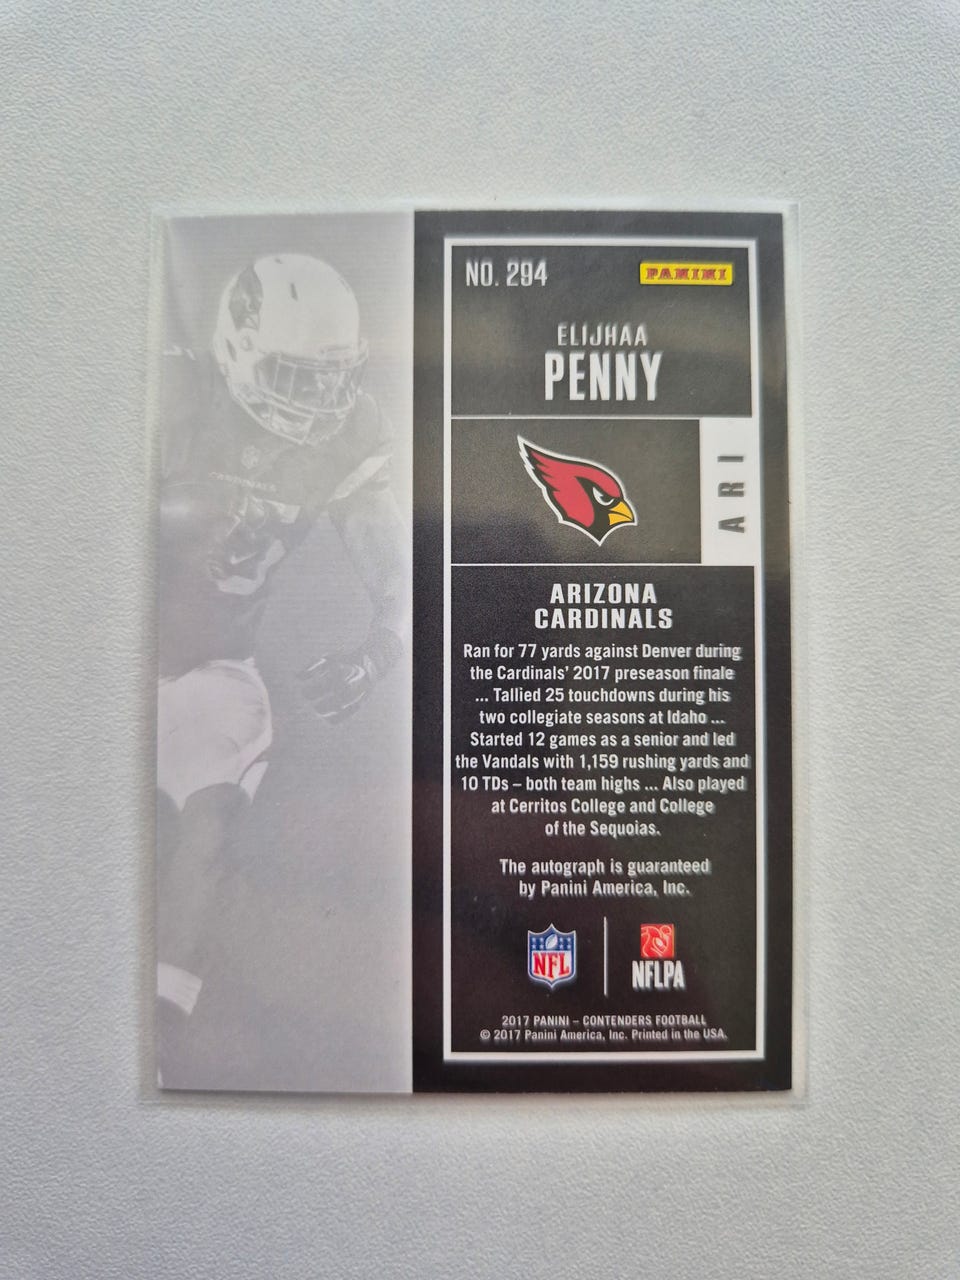 NO. 294
PANINI
ELIJHAA
PENNY
ARI
CARDINALS
ARIZONA
CARDINALS
Ran for 77 yards against Denver during
the Cardinals' 2017 preseason finale
... Tallied 25 touchdowns during his
two collegiate seasons at Idaho ...
Started 12 games as a senior and led
the Vandals with 1,159 rushing yards and
10 TDs – both team highs ... Also played
at Cerritos College and College
of the Sequoias.
The autograph is guaranteed
by Panini America, Inc.
NFL
NFLPA
2017 PANINI – CONTENDERS FOOTBALL
© 2017 Panini America, Inc. Printed in the USA.